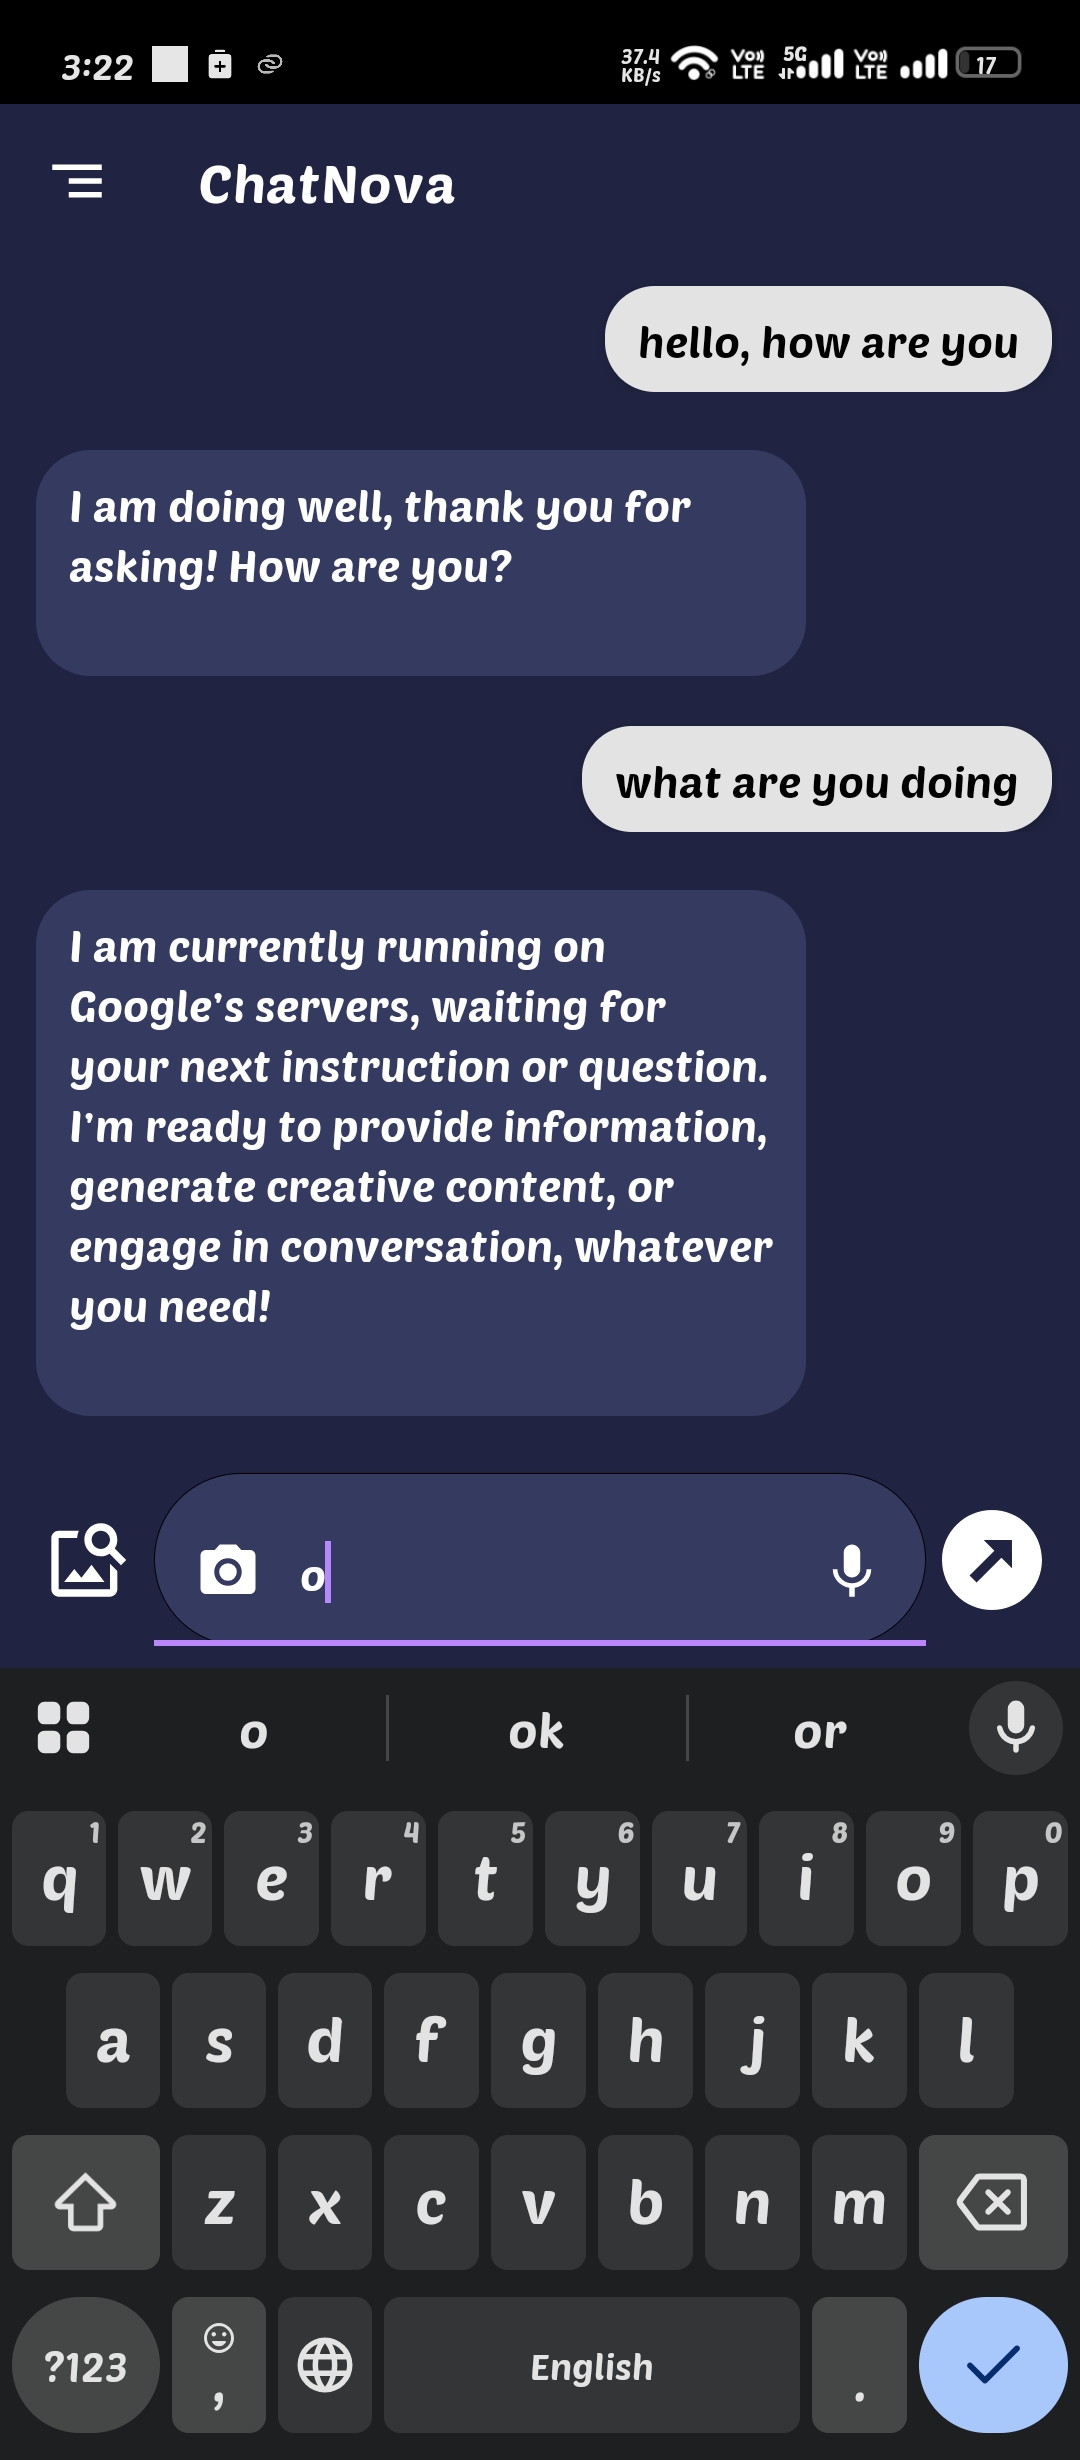 3:22
37.4
KB/s
Vo))
LTE
5G
Vo))
LTE
17
ChatNova
hello, how are you
I am doing well, thank you for
asking! How are you?
what are you doing
I am currently running on
Google's servers, waiting for
your next instruction or question.
I'm ready to provide information,
generate creative content, or
engage in conversation, whatever
you need!
o
o ok or
1 2 3 4 5 6 7 8 9 0
q w e r t y u i o p
a s d f g h j k l
z x c v b n m
?123 , English .